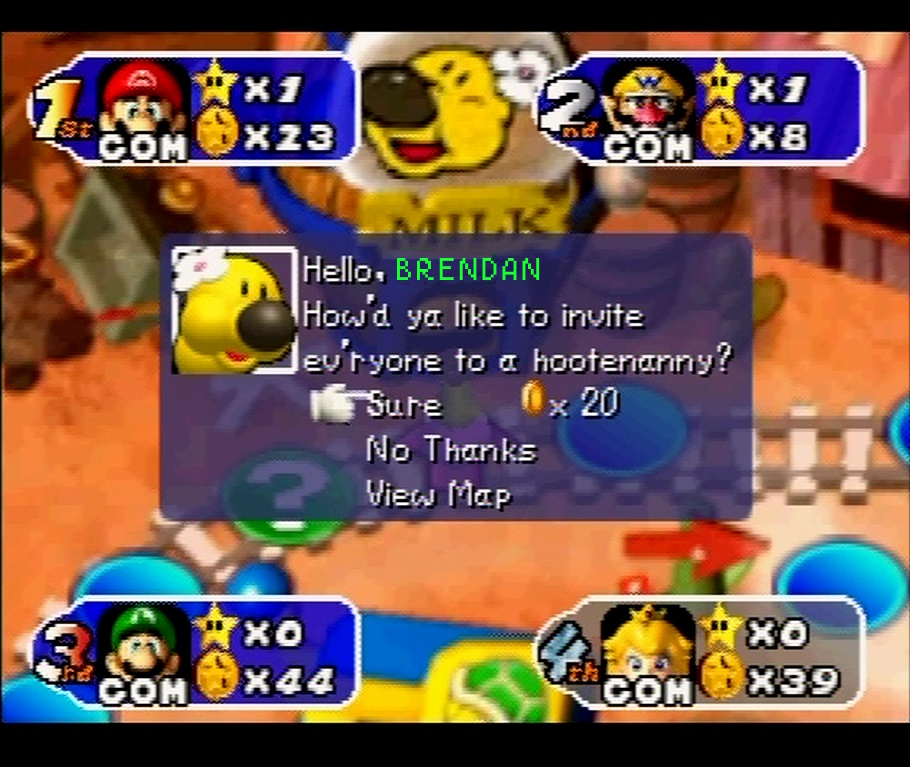 1st
x1
COM
x23
2nd
x1
COM
x8
MILK
Hello, BRENDAN
How'd ya like to invite
ev'ryone to a hootenanny?
Sure x 20
No Thanks
View Map
?
3rd
x0
COM
x44
4th
x0
COM
x39